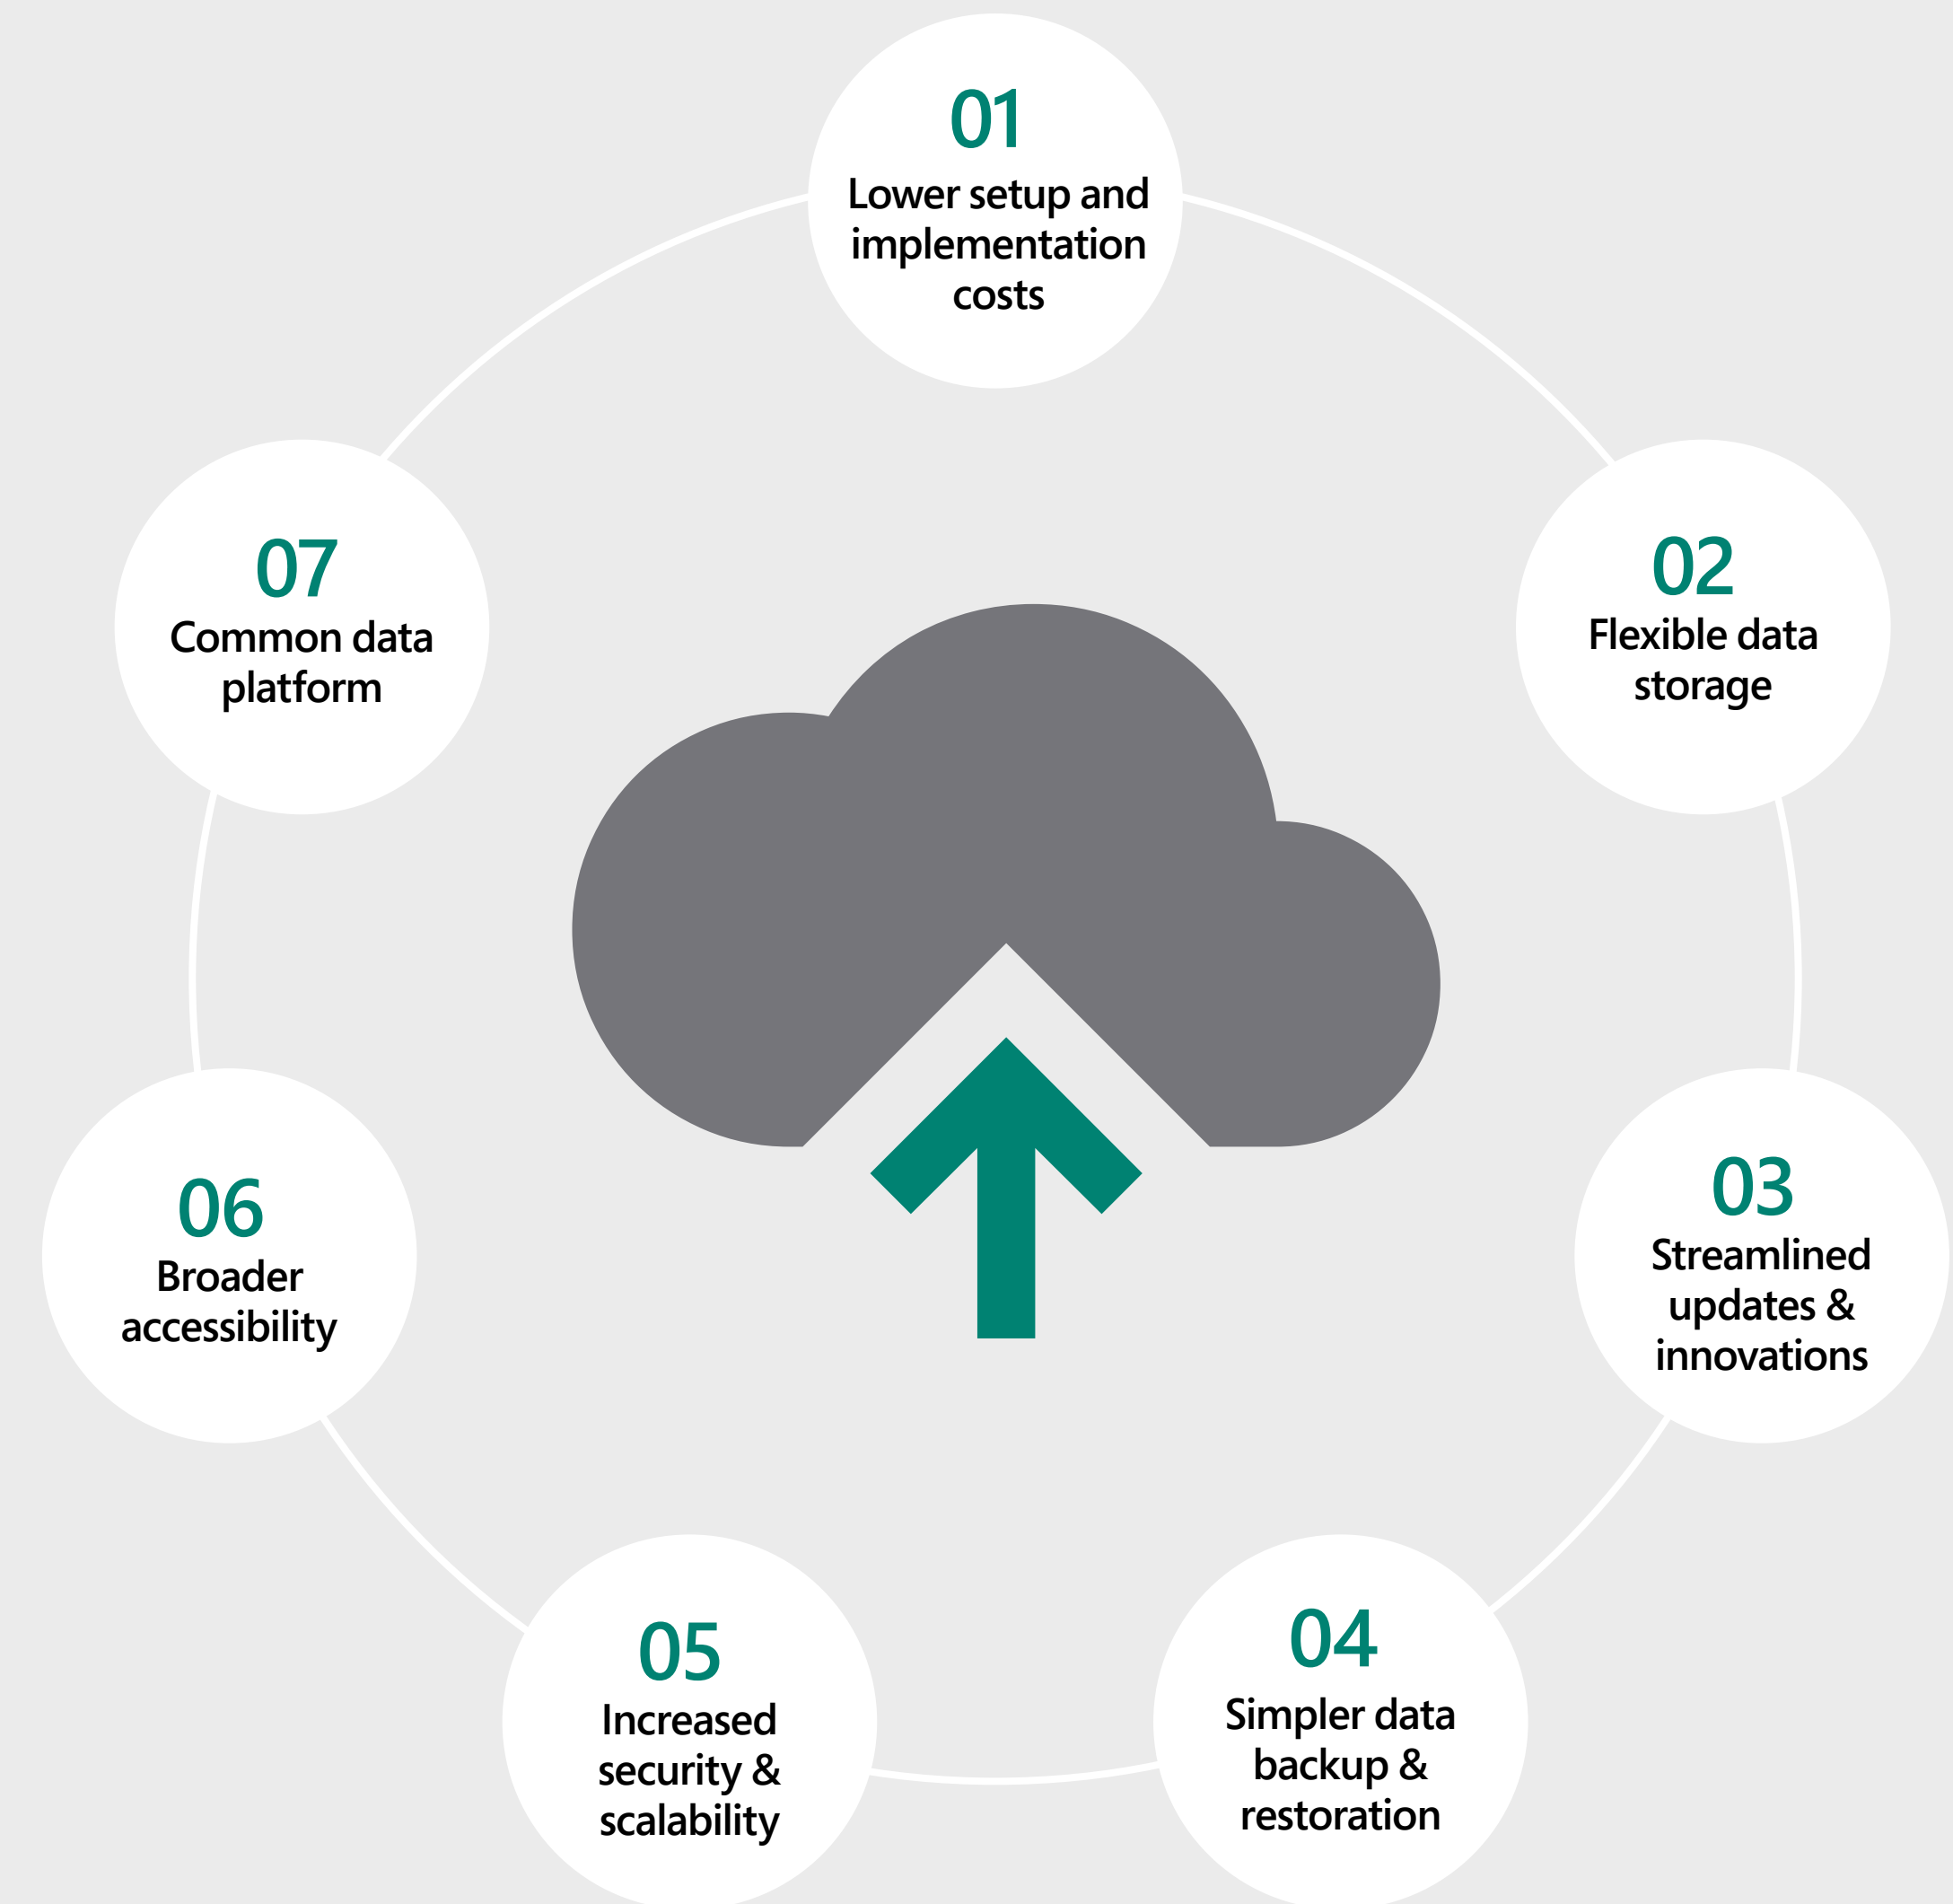 01
Lower setup and
implementation
costs
02
Flexible data
storage
03
Streamlined
updates &
innovations
04
Simpler data
backup &
restoration
05
Increased
security &
scalability
06
Broader
accessibility
07
Common data
platform